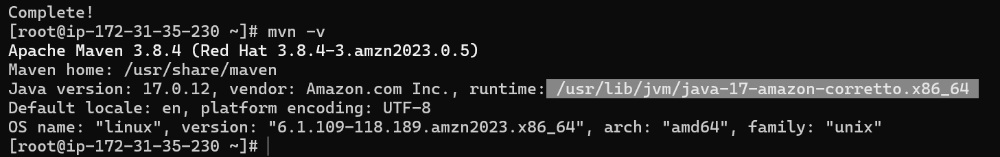 Complete!
[root@ip-172-31-35-230 ~]# mvn -v
Apache Maven 3.8.4 (Red Hat 3.8.4-3.amzn2023.0.5)
Maven home: /usr/share/maven
Java version: 17.0.12, vendor: Amazon.com Inc., runtime: /usr/lib/jvm/java-17-amazon-corretto.x86_64
Default locale: en, platform encoding: UTF-8
OS name: "linux", version: "6.1.109-118.189.amzn2023.x86_64", arch: "amd64", family: "unix"
[root@ip-172-31-35-230 ~]#